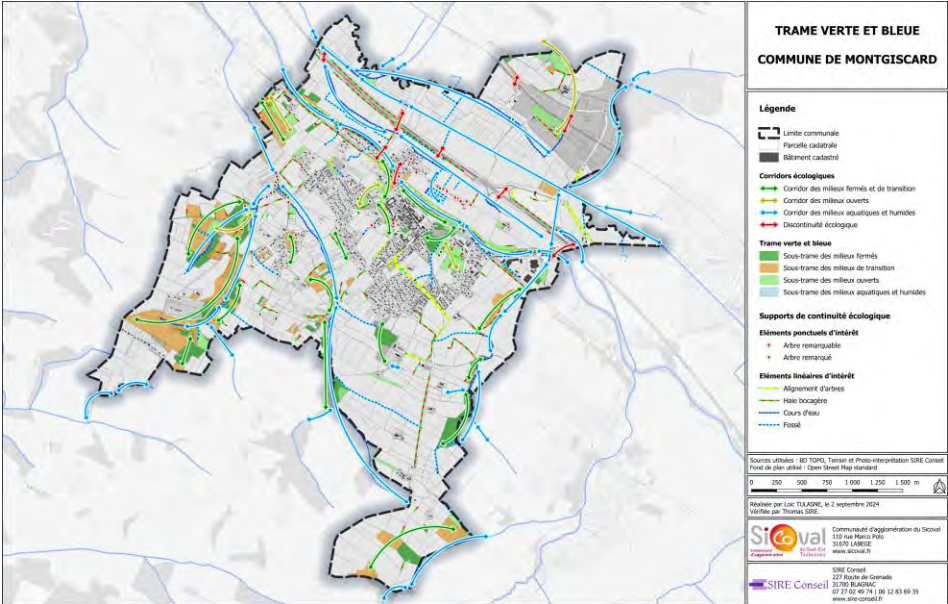 TRAME VERTE ET BLEUE
COMMUNE DE MONTGISCARD
Légende
Limite communale
Parcelle cadatrale
Bâtiment cadastré
Corridors écologiques
Corridor des milieux fermés et de transition
Corridor des milieux ouverts
Corridor des milieux aquatiques et humides
Discontinuité écologique
Trame verte et bleue
Sous-trame des milieux fermés
Sous-trame des milieux de transition
Sous-trame des milieux ouverts
Sous-trame des milieux aquatiques et humides
Supports de continuité écologique
Eléments ponctuels d'intérêt
Arbre remarquable
Arbre remarqué
Eléments linéaires d'intérêt
Alignement d'arbres
Haie bocagère
Cours d'eau
Fossé
Sources utilisées : BD TOPO, Terrain et Photo-interprétation SIRE Conseil
Fond de plan utilisé : Open Street Map standard
0 250 500 750 1 000 1 250 1 500 m
Réalisée par Loïc TULASNE, le 2 septembre 2024
Vérifiée par Thomas SIRE.
Sicoval
communauté d'agglomération
du Sud-Est Toulousain
Communauté d'agglomération du Sicoval
110 rue Marco Polo
31670 LABEGE
www.sicoval.fr
SIRE Conseil
SIRE Conseil
227 Route de Grenade
31700 BLAGNAC
07 27 02 49 74 | 06 12 83 69 35
www.sire-conseil.fr